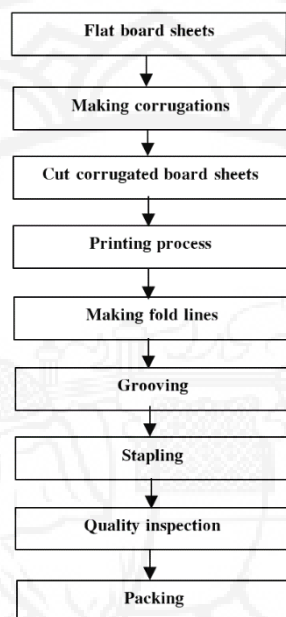 Flat board sheets
Making corrugations
Cut corrugated board sheets
Printing process
Making fold lines
Grooving
Stapling
Quality inspection
Packing